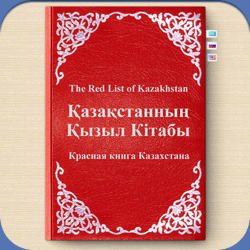 The Red List of Kazakhstan
Қазақстанның
Қызыл Кітабы
Красная книга Казахстана